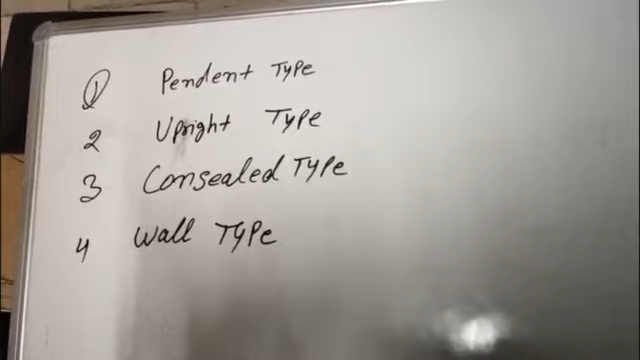 1 Pendent Type
2 Upright Type
3 Consealed Type
4 Wall Type